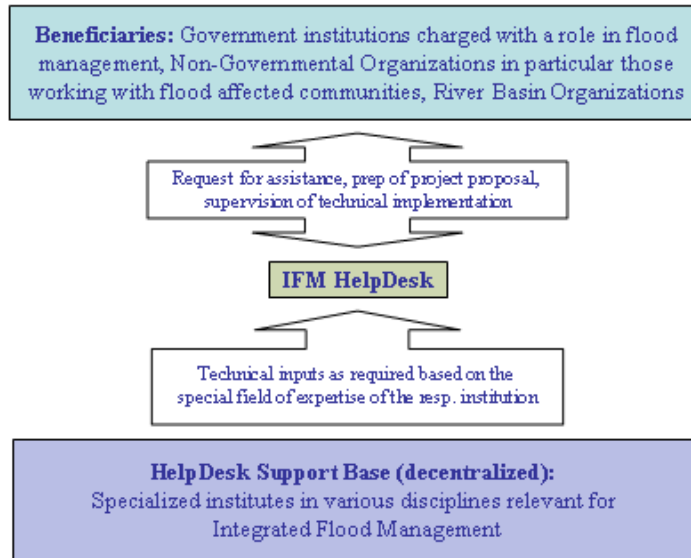 Beneficiaries: Government institutions charged with a role in flood
management, Non-Governmental Organizations in particular those
working with flood affected communities, River Basin Organizations
Request for assistance, prep of project proposal,
supervision of technical implementation
IFM HelpDesk
Technical inputs as required based on the
special field of expertise of the resp. institution
HelpDesk Support Base (decentralized):
Specialized institutes in various disciplines relevant for
Integrated Flood Management